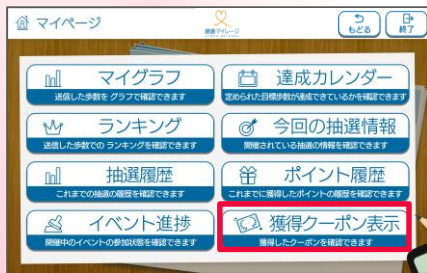 マイページ
健康マイレージ
もどる
終了
マイグラフ
送信した歩数を グラフで確認できます
達成カレンダー
定められた目標歩数が達成できているかを確認できます
ランキング
送信した歩数での ランキングを確認できます
今回の抽選情報
開催されている抽選の情報を確認できます
抽選履歴
これまでの抽選の履歴を確認できます
ポイント履歴
これまでに獲得したポイントの履歴を確認できます
イベント進捗
開催中のイベントの参加状態を確認できます
獲得クーポン表示
獲得したクーポンを確認できます